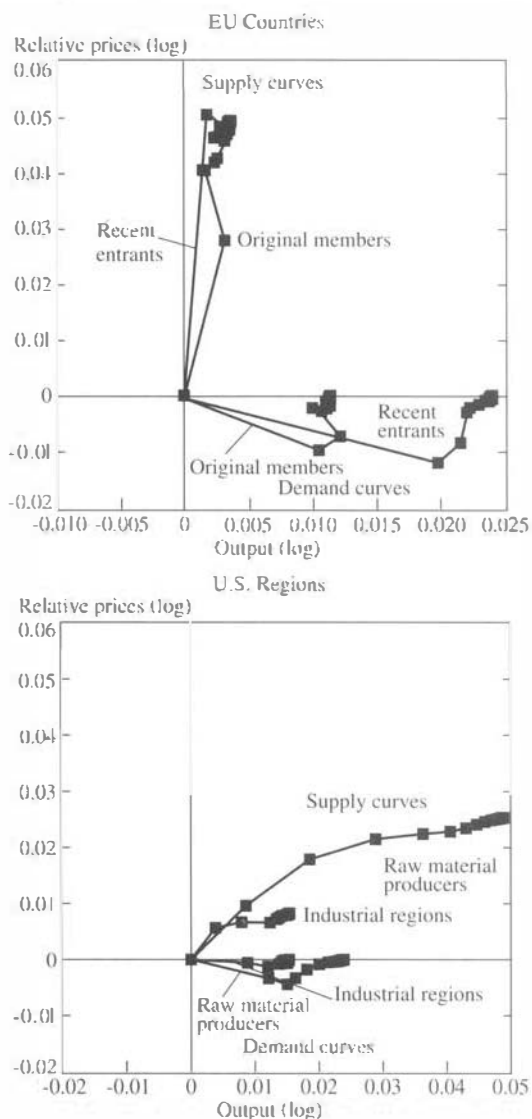 EU Countries
Relative prices (log)
0.06
Supply curves
0.05
0.04
Recent
entrants
Original members
0.03
0.02
0.01
0
Recent
entrants
-0.01
Original members
Demand curves
-0.02
-0.010 -0.005 0 0.005 0.010 0.015 0.020 0.025
Output (log)
U.S. Regions
Relative prices (log)
0.06
0.05
0.04
0.03
Supply curves
0.02
Raw material
producers
0.01
Industrial regions
0
Raw material
producers
Industrial regions
-0.01
Demand curves
-0.02
-0.02 -0.01 0 0.01 0.02 0.03 0.04 0.05
Output (log)